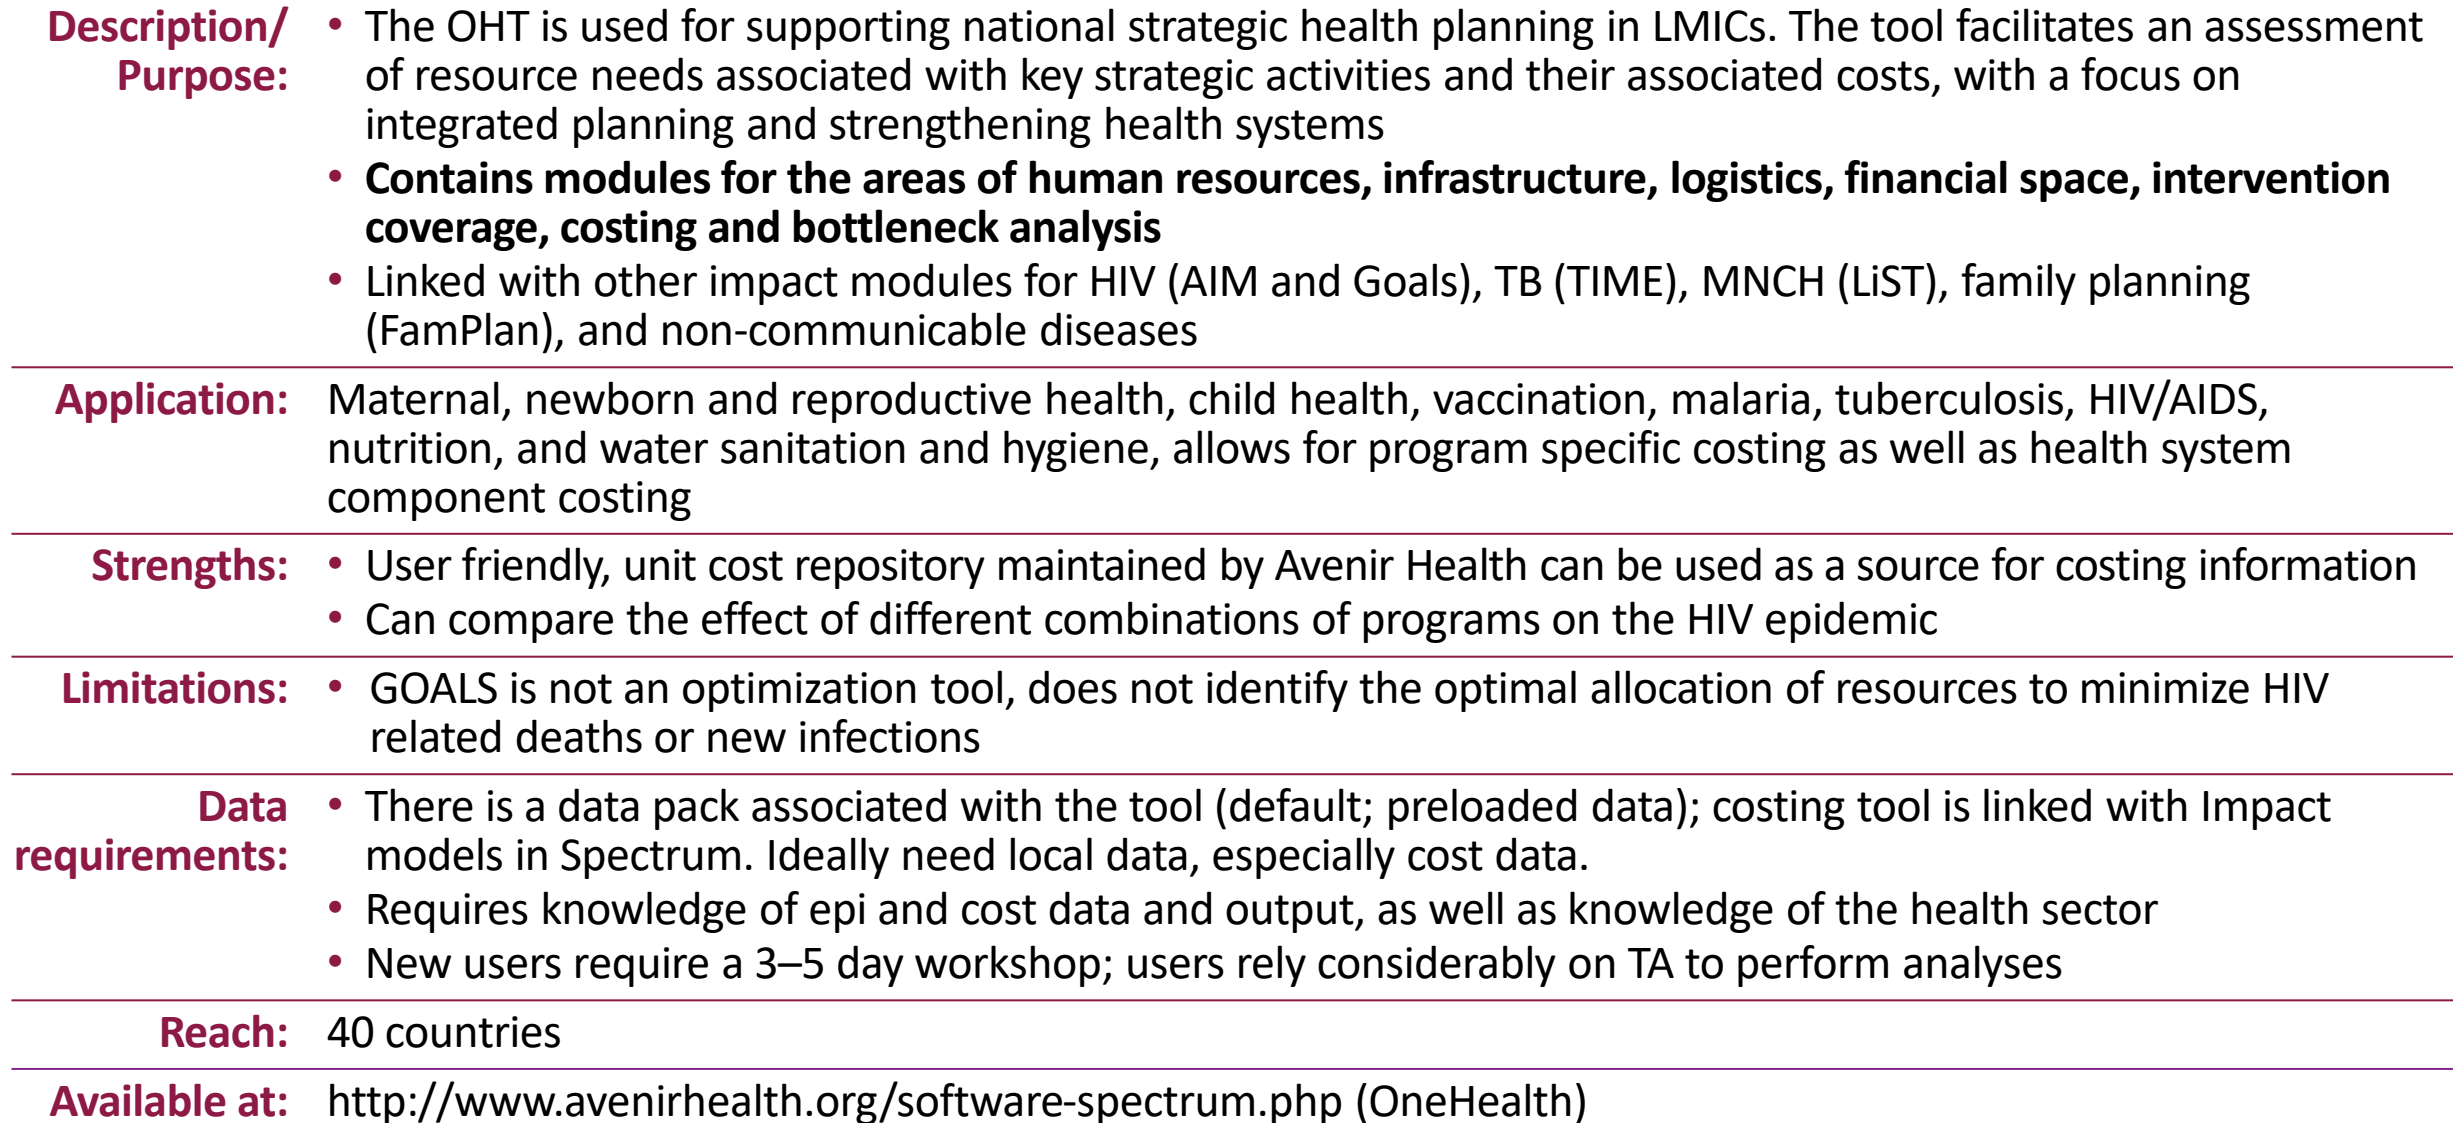 Description/ • The OHT is used for supporting national strategic health planning in LMICs. The tool facilitates an assessment
Purpose: of resource needs associated with key strategic activities and their associated costs, with a focus on
integrated planning and strengthening health systems
• Contains modules for the areas of human resources, infrastructure, logistics, financial space, intervention
coverage, costing and bottleneck analysis
• Linked with other impact modules for HIV (AIM and Goals), TB (TIME), MNCH (LiST), family planning
(FamPlan), and non-communicable diseases
Application: Maternal, newborn and reproductive health, child health, vaccination, malaria, tuberculosis, HIV/AIDS,
nutrition, and water sanitation and hygiene, allows for program specific costing as well as health system
component costing
Strengths: • User friendly, unit cost repository maintained by Avenir Health can be used as a source for costing information
• Can compare the effect of different combinations of programs on the HIV epidemic
Limitations: • GOALS is not an optimization tool, does not identify the optimal allocation of resources to minimize HIV
related deaths or new infections
Data • There is a data pack associated with the tool (default; preloaded data); costing tool is linked with Impact
requirements: models in Spectrum. Ideally need local data, especially cost data.
• Requires knowledge of epi and cost data and output, as well as knowledge of the health sector
• New users require a 3–5 day workshop; users rely considerably on TA to perform analyses
Reach: 40 countries
Available at: http://www.avenirhealth.org/software-spectrum.php (OneHealth)